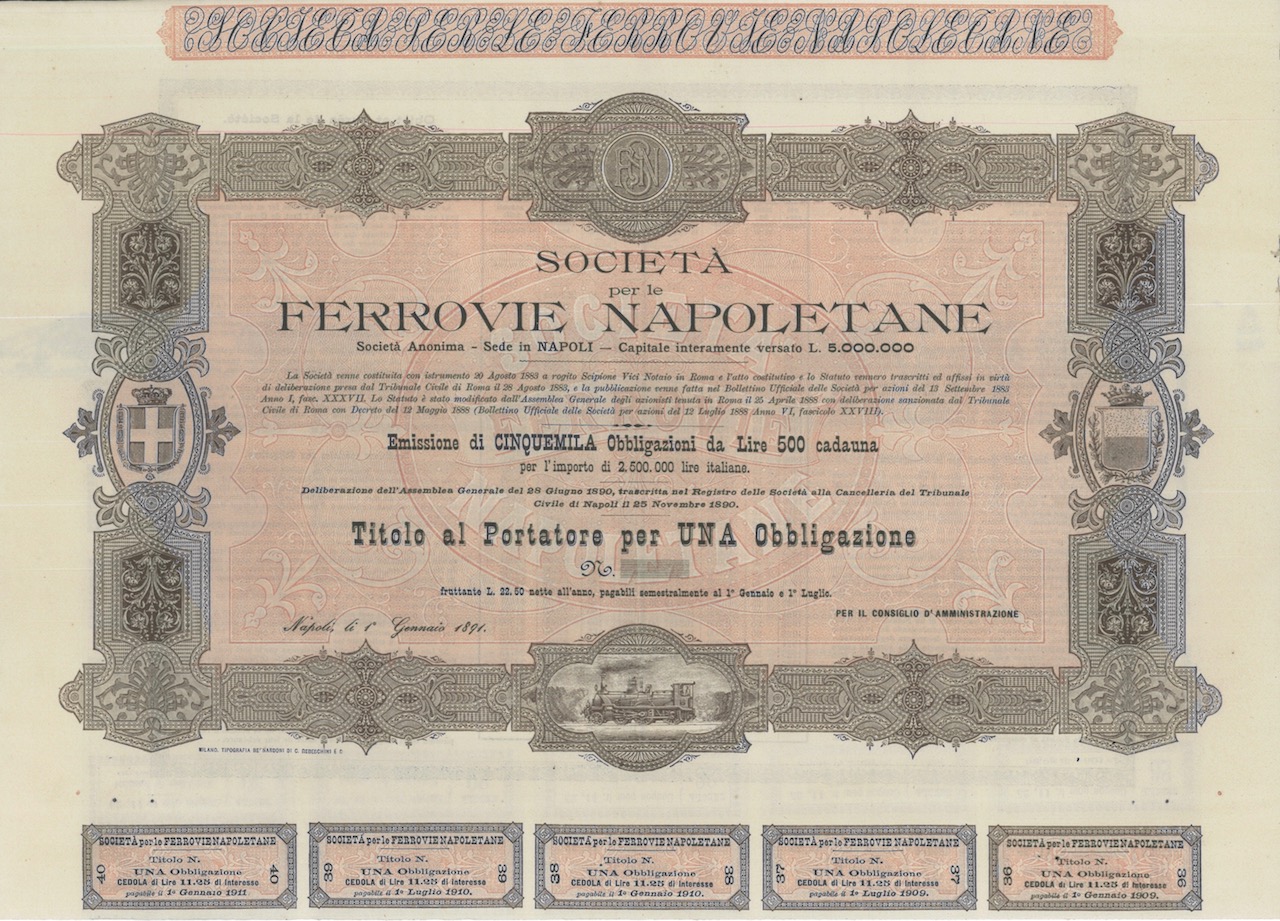 SOCIETÀ PER LE FERROVIE NAPOLETANE
SOCIETÀ
per le
FERROVIE NAPOLETANE
Società Anonima – Sede in NAPOLI — Capitale interamente versato L. 5.000.000
La Società venne costituita con istrumento 20 Agosto 1883 a rogito Scipione Vici Notaio in Roma e l'atto costitutivo e lo Statuto vennero trascritti ed affissi in virtù
di deliberazione presa dal Tribunale Civile di Roma il 28 Agosto 1883, e la pubblicazione venne fatta nel Bollettino Ufficiale delle Società per azioni del 13 Settembre 1883
Anno I, fasc. XXXVII. Lo Statuto è stato modificato dall'Assemblea Generale degli azionisti tenuta in Roma il 25 Aprile 1888 con deliberazione sanzionata dal Tribunale
Civile di Roma con Decreto del 12 Maggio 1888 (Bollettino Ufficiale delle Società per azioni del 12 Luglio 1888 Anno VI, fascicolo XXVIII).
Emissione di CINQUEMILA Obbligazioni da Lire 500 cadauna
per l'importo di 2.500.000 lire italiane.
Deliberazione dell'Assemblea Generale del 28 Giugno 1890, trascritta nel Registro delle Società alla Cancelleria del Tribunale
Civile di Napoli il 25 Novembre 1890.
Titolo al Portatore per UNA Obbligazione
N.
fruttante L. 22.50 nette all'anno, pagabili semestralmente al 1º Gennaio e 1º Luglio.
PER IL CONSIGLIO D'AMMINISTRAZIONE
Napoli, li 1º Gennaio 1891.
MILANO. TIPOGRAFIA
SOCIETÀ per le FERROVIE NAPOLETANE
40
Titolo N.
40
UNA Obbligazione
CEDOLA di Lire 11.25 di interesse
pagabile il 1º Gennaio 1911.
SOCIETÀ per le FERROVIE NAPOLETANE
39
Titolo N.
39
UNA Obbligazione
CEDOLA di Lire 11.25 di interesse
pagabile il 1º Luglio 1910.
SOCIETÀ per le FERROVIE NAPOLETANE
38
Titolo N.
38
UNA Obbligazione
CEDOLA di Lire 11.25 di interesse
pagabile il 1º Gennaio 1910.
SOCIETÀ per le FERROVIE NAPOLETANE
37
Titolo N.
37
UNA Obbligazione
CEDOLA di Lire 11.25 di interesse
pagabile il 1º Luglio 1909.
SOCIETÀ per le FERROVIE NAPOLETANE
36
Titolo N.
36
UNA Obbligazione
CEDOLA di Lire 11.25 di interesse
pagabile il 1º Gennaio 1909.